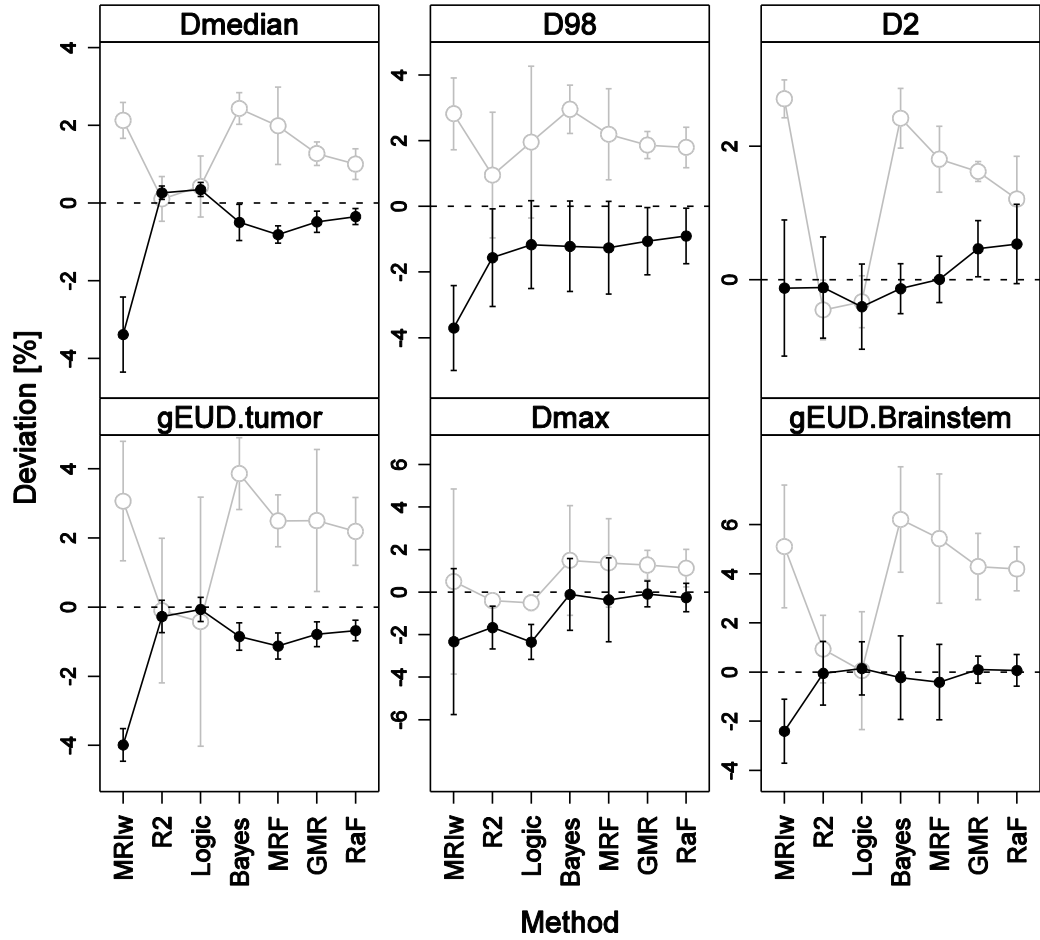 Dmedian
D98
D2
4
2
0
-2
-4
4
2
0
-2
-4
2
0
Deviation [%]
gEUD.tumor
Dmax
gEUD.Brainstem
4
2
0
-2
-4
6
4
2
0
-2
-4
-6
6
4
2
0
-2
-4
MRIw
R2
Logic
Bayes
MRF
GMR
RaF
MRIw
R2
Logic
Bayes
MRF
GMR
RaF
MRIw
R2
Logic
Bayes
MRF
GMR
RaF
Method